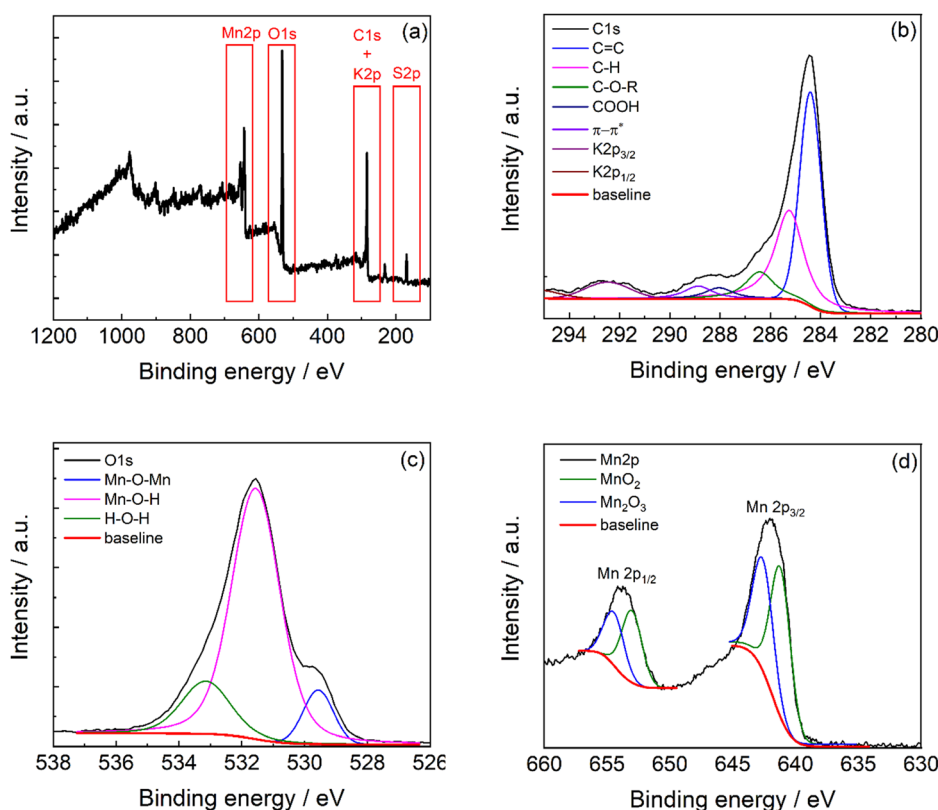 Mn2p
O1s
C1s
+
K2p
S2p
(a)
Intensity / a.u.
1200 1000 800 600 400 200
Binding energy / eV
(b)
C1s
C=C
C-H
C-O-R
COOH
π−π*
K2p3/2
K2p1/2
baseline
Intensity / a.u.
294 292 290 288 286 284 282 280
Binding energy / eV
(c)
O1s
Mn-O-Mn
Mn-O-H
H-O-H
baseline
Intensity / a.u.
538 536 534 532 530 528 526
Binding energy / eV
(d)
Mn2p
MnO2
Mn2O3
baseline
Mn 2p3/2
Mn 2p1/2
Intensity / a.u.
660 655 650 645 640 635 630
Binding energy / eV